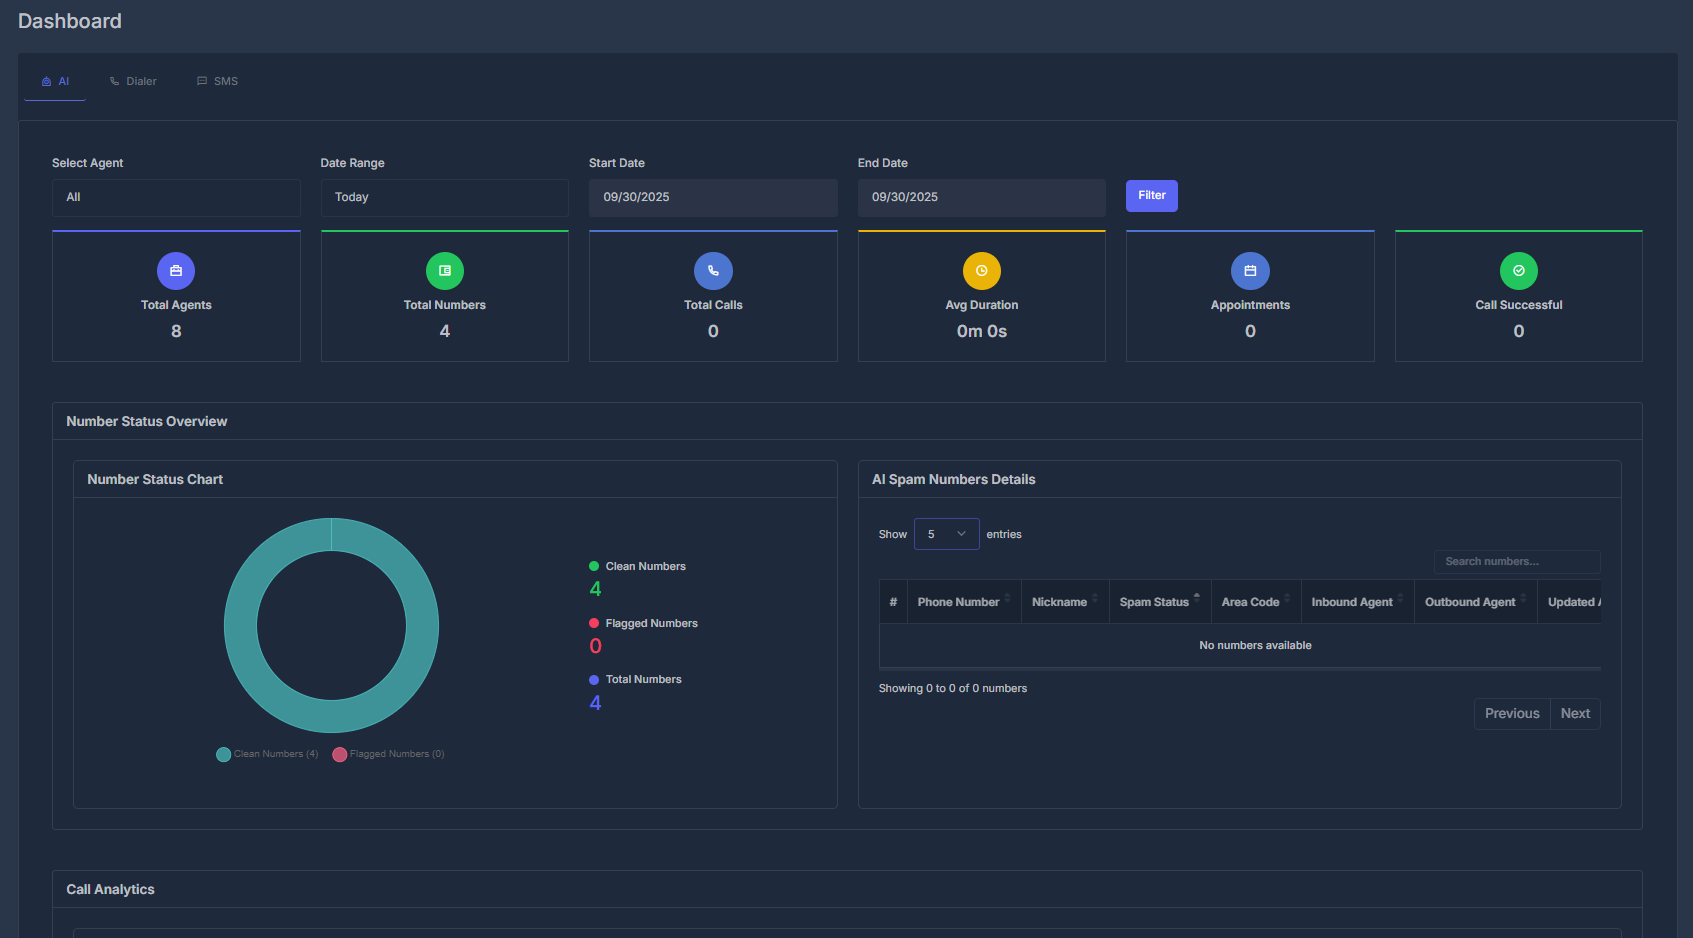 Dashboard
AI Dialer SMS
Select Agent Date Range Start Date End Date
All Today 09/30/2025 09/30/2025 Filter
Total Agents Total Numbers Total Calls Avg Duration Appointments Call Successful
8 4 0 0m 0s 0 0
Number Status Overview
Number Status Chart
Clean Numbers
4
Flagged Numbers
0
Total Numbers
4
Clean Numbers (4) Flagged Numbers (0)
AI Spam Numbers Details
Show 5 entries
Search numbers...
# Phone Number Nickname Spam Status Area Code Inbound Agent Outbound Agent Updated
No numbers available
Showing 0 to 0 of 0 numbers
Previous Next
Call Analytics